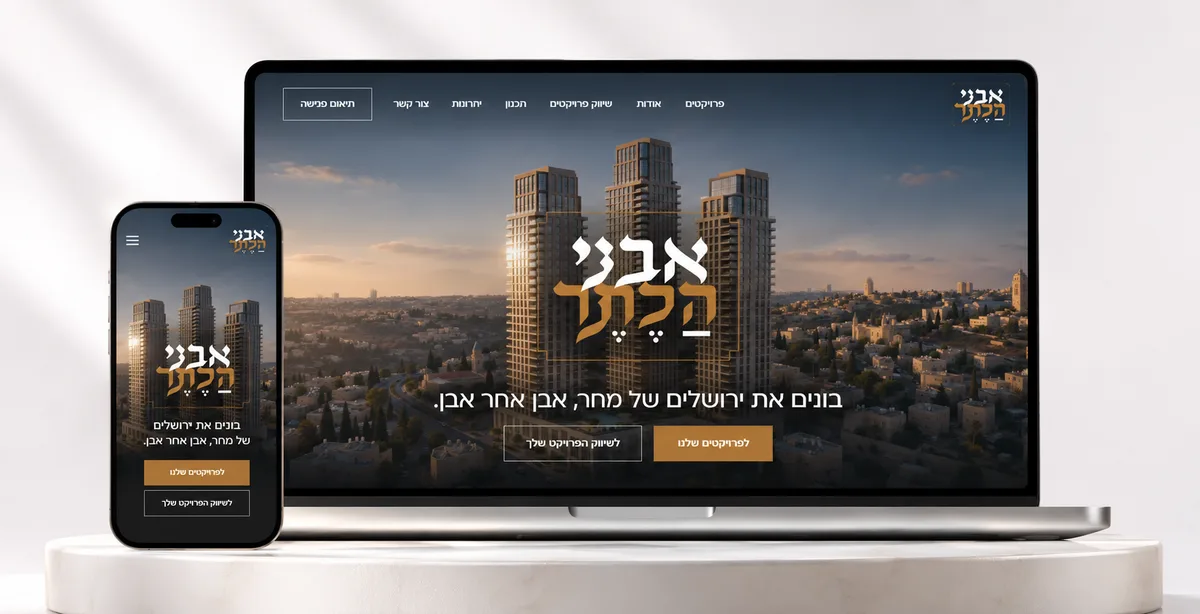 אבני
הַכֶתֶר
פרויקטים
אודות
שיווק פרויקטים
תכנון
יתרונות
צור קשר
תיאום פגישה
אבני
הַכֶתֶר
בונים את ירושלים של מחר, אבן אחר אבן.
לפרויקטים שלנו
לשיווק הפרויקט שלך
אבני
הַכֶתֶר
אבני
הַכֶתֶר
בונים את ירושלים
של מחר, אבן אחר אבן.
לפרויקטים שלנו
לשיווק הפרויקט שלך